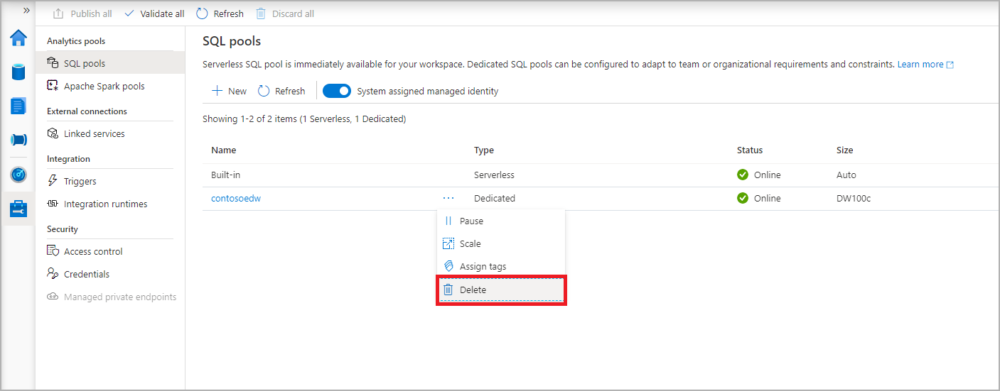 »
Publish all Validate all Refresh Discard all
Analytics pools
SQL pools
Apache Spark pools
External connections
Linked services
Integration
Triggers
Integration runtimes
Security
Access control
Credentials
Managed private endpoints
SQL pools
Serverless SQL pool is immediately available for your workspace. Dedicated SQL pools can be configured to adapt to team or organizational requirements and constraints. Learn more
New Refresh System assigned managed identity
Showing 1-2 of 2 items (1 Serverless, 1 Dedicated)
Name Type Status Size
Built-in Serverless Online Auto
contosoedw ... Dedicated Online DW100c
Pause
Scale
Assign tags
Delete